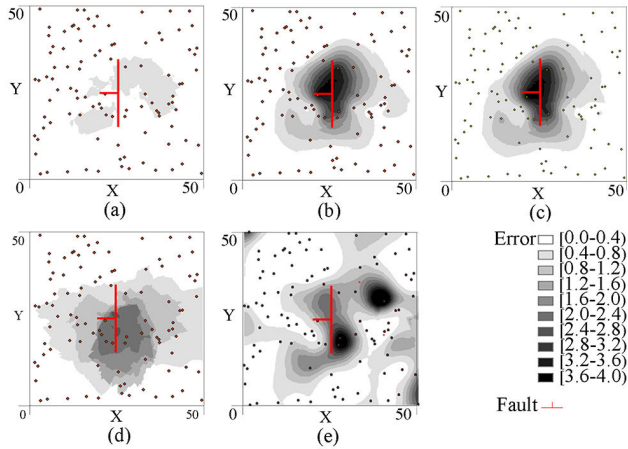 50
Y
0
X
50
(a)
50
Y
0
X
50
(b)
50
Y
0
X
50
(c)
50
Y
0
X
50
(d)
50
Y
0
X
50
(e)
Error
[0.0–0.4)
[0.4–0.8)
[0.8–1.2)
[1.2–1.6)
[1.6–2.0)
[2.0–2.4)
[2.4–2.8)
[2.8–3.2)
[3.2–3.6)
[3.6–4.0)
Fault